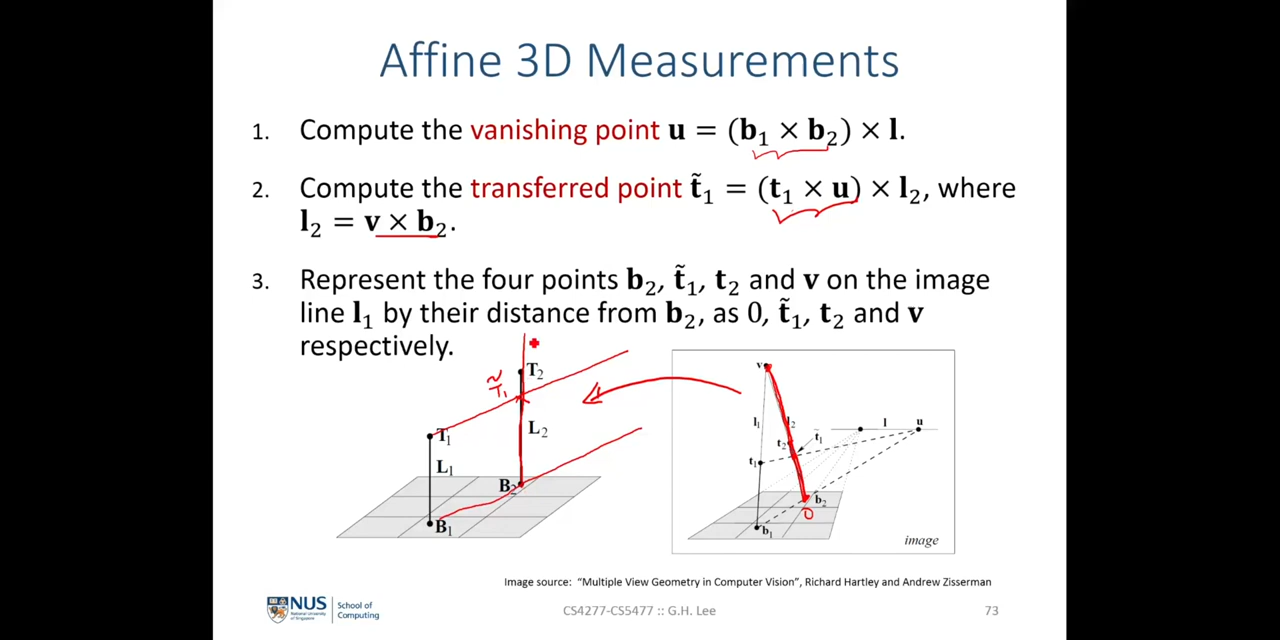 Affine 3D Measurements
1. Compute the vanishing point u = (b₁ × b₂) × l.
2. Compute the transferred point t̃₁ = (t₁ × u) × l₂, where
l₂ = v × b₂.
3. Represent the four points b₂, t̃₁, t₂ and v on the image
line l₁ by their distance from b₂, as 0, t̃₁, t₂ and v
respectively.
T̃₁
T₂
T₁
L₂
L₁
B₂
B₁
v
l₁
l₂
l
u
t₂
t̃₁
t₁
b₂
0
b₁
image
Image source: "Multiple View Geometry in Computer Vision", Richard Hartley and Andrew Zisserman
NUS
National University
of Singapore
School of
Computing
CS4277-CS5477 :: G.H. Lee
73